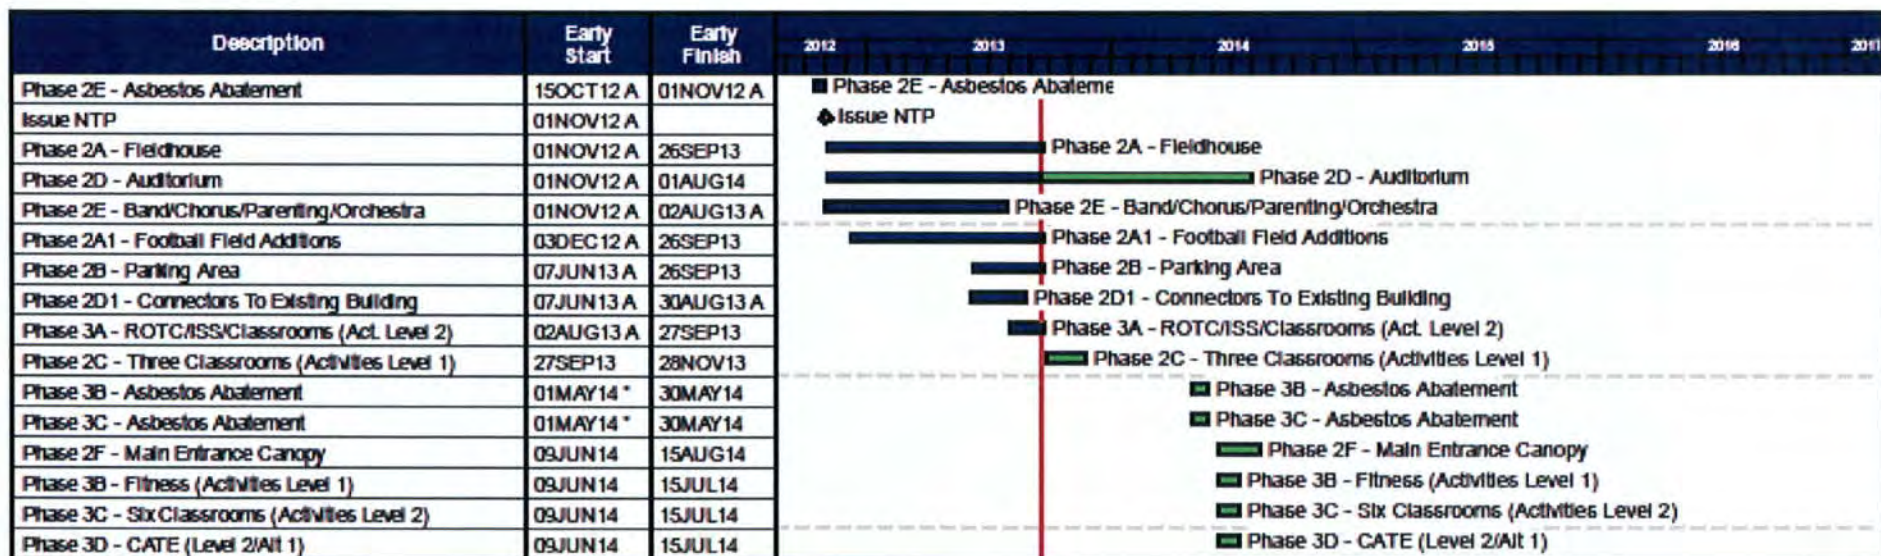 Description Early Start Early Finish 2012 2013 2014 2015 2016 2017
Phase 2E - Asbestos Abatement 15OCT12 A 01NOV12 A Phase 2E - Asbestos Abateme
Issue NTP 01NOV12 A Issue NTP
Phase 2A - Fieldhouse 01NOV12 A 26SEP13 Phase 2A - Fieldhouse
Phase 2D - Auditorium 01NOV12 A 01AUG14 Phase 2D - Auditorium
Phase 2E - Band/Chorus/Parenting/Orchestra 01NOV12 A 02AUG13 A Phase 2E - Band/Chorus/Parenting/Orchestra
Phase 2A1 - Football Field Additions 03DEC12 A 26SEP13 Phase 2A1 - Football Field Additions
Phase 2B - Parking Area 07JUN13 A 26SEP13 Phase 2B - Parking Area
Phase 2D1 - Connectors To Existing Building 07JUN13 A 30AUG13 A Phase 2D1 - Connectors To Existing Building
Phase 3A - ROTC/ISS/Classrooms (Act. Level 2) 02AUG13 A 27SEP13 Phase 3A - ROTC/ISS/Classrooms (Act. Level 2)
Phase 2C - Three Classrooms (Activities Level 1) 27SEP13 28NOV13 Phase 2C - Three Classrooms (Activities Level 1)
Phase 3B - Asbestos Abatement 01MAY14 * 30MAY14 Phase 3B - Asbestos Abatement
Phase 3C - Asbestos Abatement 01MAY14 * 30MAY14 Phase 3C - Asbestos Abatement
Phase 2F - Main Entrance Canopy 09JUN14 15AUG14 Phase 2F - Main Entrance Canopy
Phase 3B - Fitness (Activities Level 1) 09JUN14 15JUL14 Phase 3B - Fitness (Activities Level 1)
Phase 3C - Six Classrooms (Activities Level 2) 09JUN14 15JUL14 Phase 3C - Six Classrooms (Activities Level 2)
Phase 3D - CATE (Level 2/Alt 1) 09JUN14 15JUL14 Phase 3D - CATE (Level 2/Alt 1)